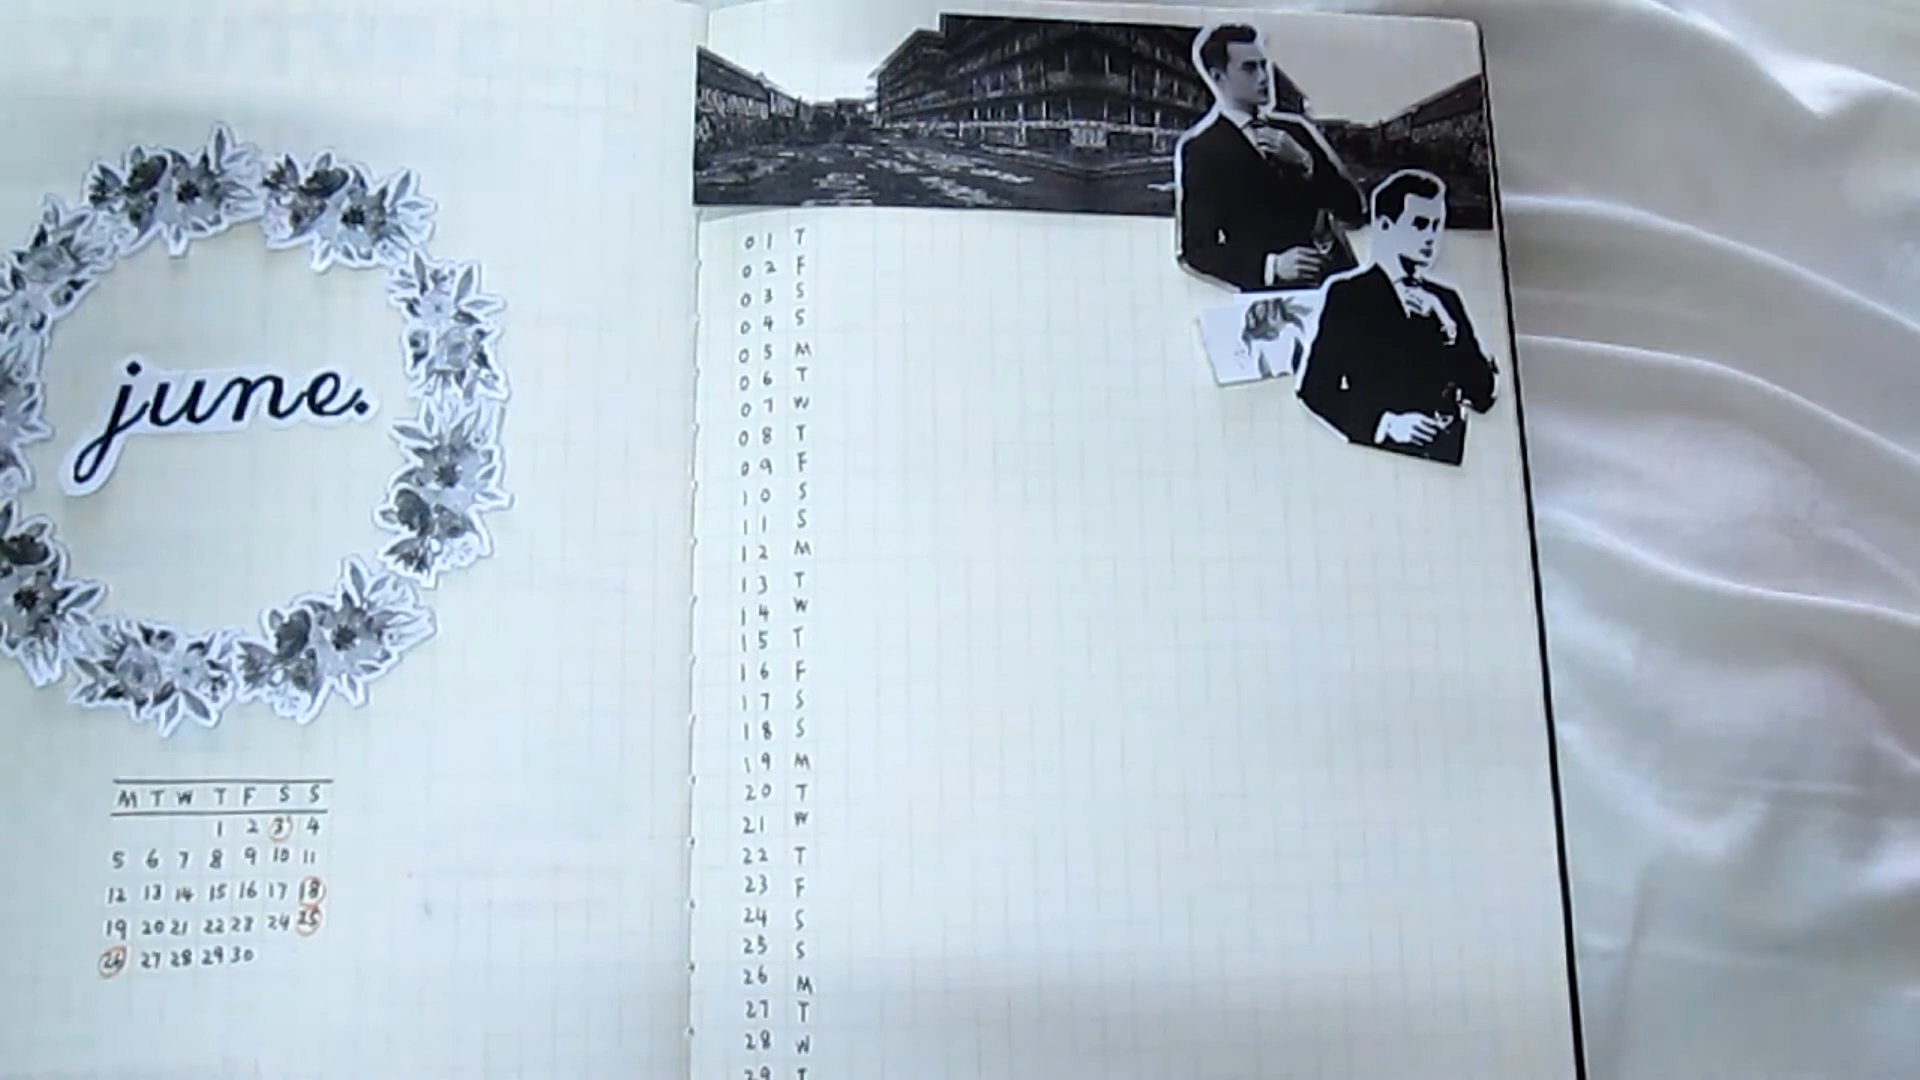 june.
M T W T F S S
1 2 3 4
5 6 7 8 9 10 11
12 13 14 15 16 17 18
19 20 21 22 23 24 25
26 27 28 29 30
01 T
02 F
03 S
04 S
05 M
06 T
07 W
08 T
09 F
10 S
11 S
12 M
13 T
14 W
15 T
16 F
17 S
18 S
19 M
20 T
21 W
22 T
23 F
24 S
25 S
26 M
27 T
28 W
29 T